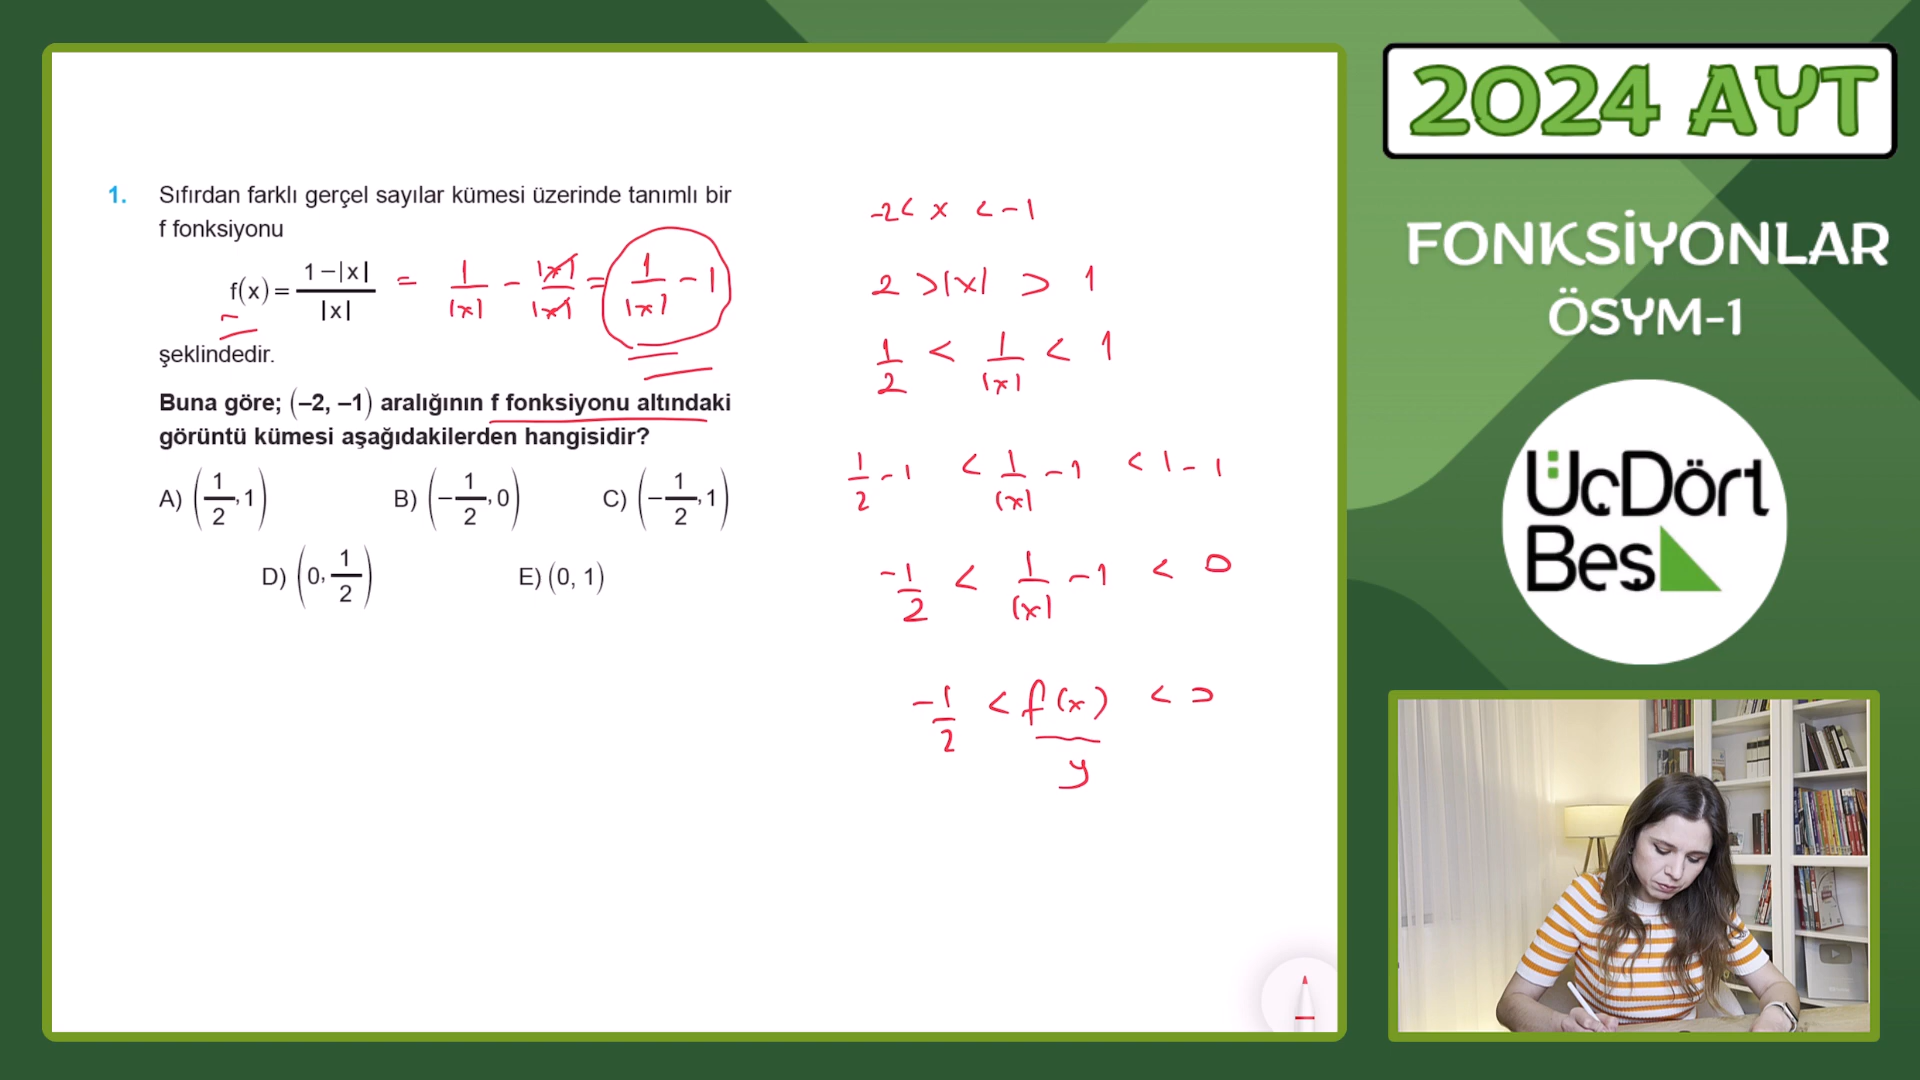 1. Sıfırdan farklı gerçel sayılar kümesi üzerinde tanımlı bir
f fonksiyonu
f(x) = 1−|x| / |x| = 1/|x| − |x|/|x| = 1/|x| − 1
şeklindedir.
Buna göre; (−2, −1) aralığının f fonksiyonu altındaki
görüntü kümesi aşağıdakilerden hangisidir?
A) (1/2, 1) B) (−1/2, 0) C) (−1/2, 1)
D) (0, 1/2) E) (0, 1)
-2 < x < -1
2 > |x| > 1
1/2 < 1/|x| < 1
1/2 - 1 < 1/|x| - 1 < 1 - 1
-1/2 < 1/|x| - 1 < 0
-1/2 < f(x) < 0
y
2024 AYT
FONKSİYONLAR
ÖSYM-1
ÜçDört
Beş